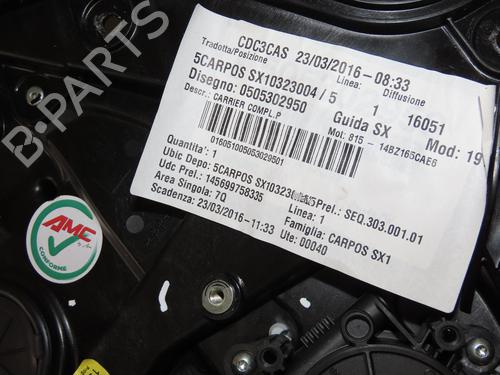 CDC3CAS 23/03/2016-08:33
Tradotta/Posizione Linea: Diffusione
5CARPOS SX10323004 / 5 1 16051
Disegno: 0505302950 Guida SX Mod: 19
Descr.: CARRIER COMPL.P Mot: 815 - 14BZ165CAE6
016051005053029501
Quantita': 1
Ubic Depo: 5CARPOS SX10323 Prel.: SEQ.303.001.01
Udc Prel.: 145699758335 Linea: 1
Area Singola: 7Q Famiglia: CARPOS SX1
Scadenza: 23/03/2016-11:33 Ute: 00040
AMC
CONFORME
B-PARTS